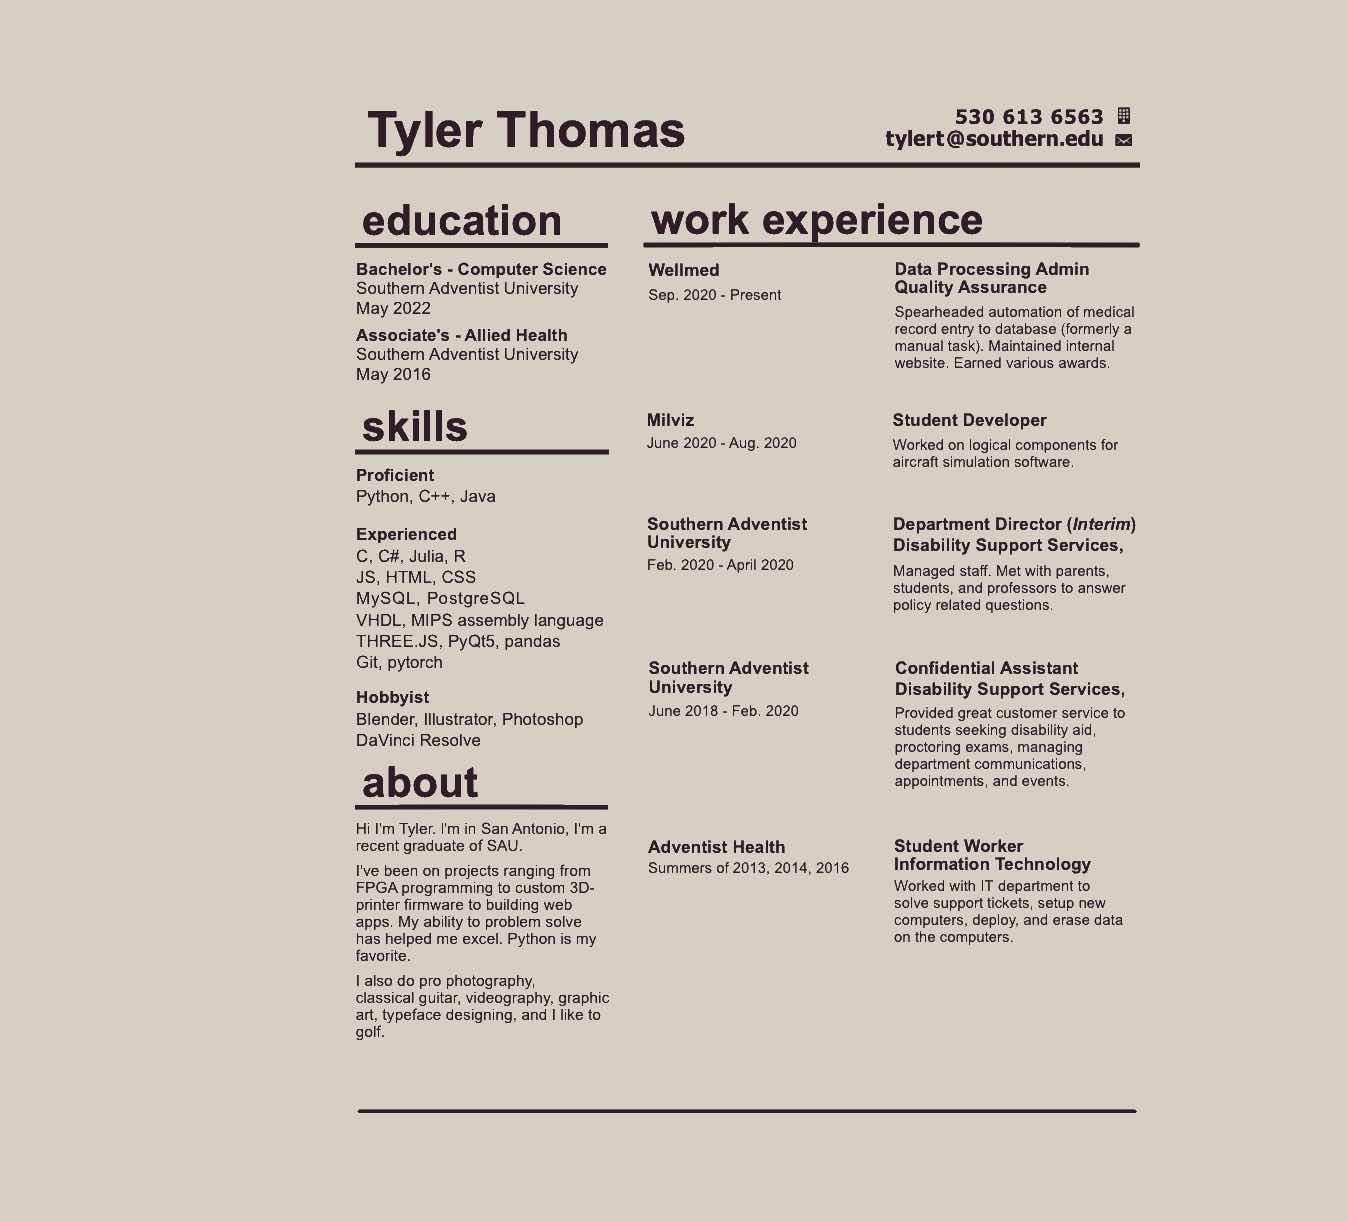 Tyler Thomas
530 613 6563
tylert@southern.edu
education
Bachelor's - Computer Science
Southern Adventist University
May 2022
Associate's - Allied Health
Southern Adventist University
May 2016
skills
Proficient
Python, C++, Java
Experienced
C, C#, Julia, R
JS, HTML, CSS
MySQL, PostgreSQL
VHDL, MIPS assembly language
THREE.JS, PyQt5, pandas
Git, pytorch
Hobbyist
Blender, Illustrator, Photoshop
DaVinci Resolve
about
Hi I'm Tyler. I'm in San Antonio, I'm a
recent graduate of SAU.
I've been on projects ranging from
FPGA programming to custom 3D-
printer firmware to building web
apps. My ability to problem solve
has helped me excel. Python is my
favorite.
I also do pro photography,
classical guitar, videography, graphic
art, typeface designing, and I like to
golf.
work experience
Wellmed
Sep. 2020 - Present
Data Processing Admin
Quality Assurance
Spearheaded automation of medical
record entry to database (formerly a
manual task). Maintained internal
website. Earned various awards.
Milviz
June 2020 - Aug. 2020
Student Developer
Worked on logical components for
aircraft simulation software.
Southern Adventist
University
Feb. 2020 - April 2020
Department Director (Interim)
Disability Support Services,
Managed staff. Met with parents,
students, and professors to answer
policy related questions.
Southern Adventist
University
June 2018 - Feb. 2020
Confidential Assistant
Disability Support Services,
Provided great customer service to
students seeking disability aid,
proctoring exams, managing
department communications,
appointments, and events.
Adventist Health
Summers of 2013, 2014, 2016
Student Worker
Information Technology
Worked with IT department to
solve support tickets, setup new
computers, deploy, and erase data
on the computers.